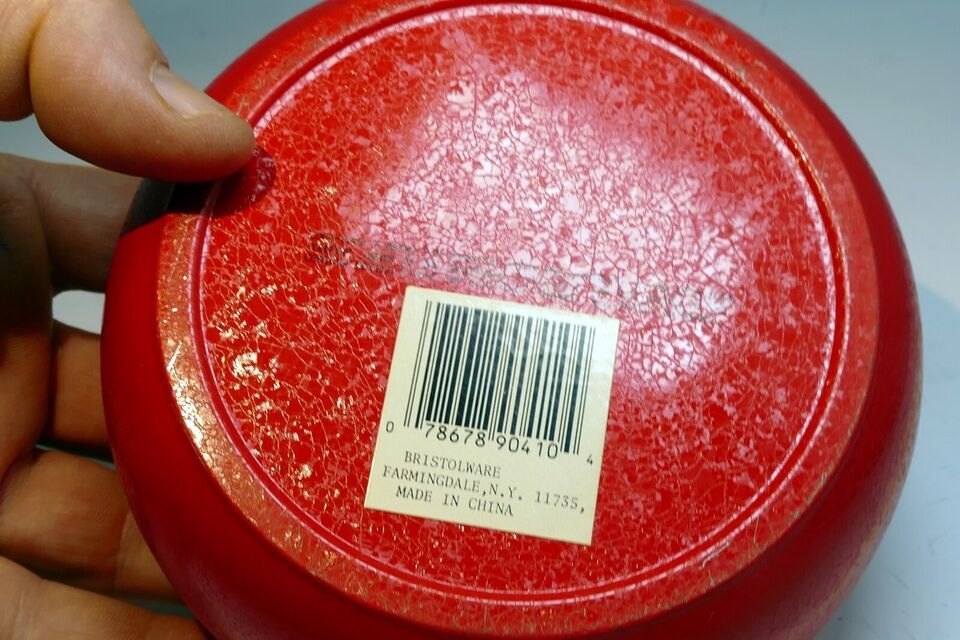 0 78678 90410 4
BRISTOLWARE
FARMINGDALE,N.Y. 11735,
MADE IN CHINA